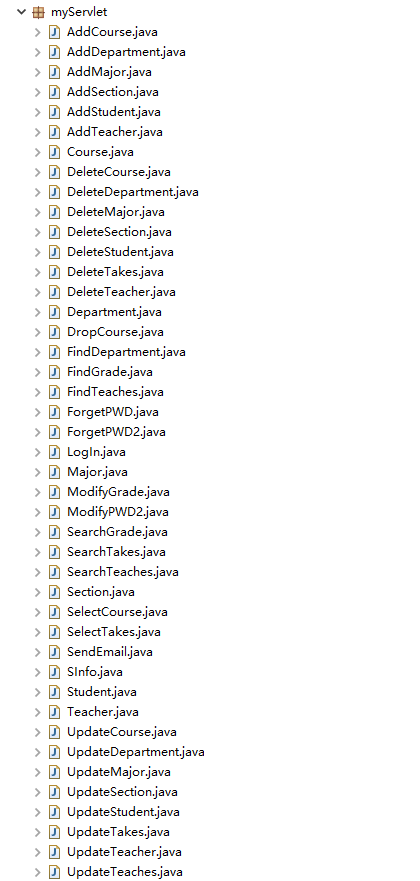 myServlet
AddCourse.java
AddDepartment.java
AddMajor.java
AddSection.java
AddStudent.java
AddTeacher.java
Course.java
DeleteCourse.java
DeleteDepartment.java
DeleteMajor.java
DeleteSection.java
DeleteStudent.java
DeleteTakes.java
DeleteTeacher.java
Department.java
DropCourse.java
FindDepartment.java
FindGrade.java
FindTeaches.java
ForgetPWD.java
ForgetPWD2.java
LogIn.java
Major.java
ModifyGrade.java
ModifyPWD2.java
SearchGrade.java
SearchTakes.java
SearchTeaches.java
Section.java
SelectCourse.java
SelectTakes.java
SendEmail.java
SInfo.java
Student.java
Teacher.java
UpdateCourse.java
UpdateDepartment.java
UpdateMajor.java
UpdateSection.java
UpdateStudent.java
UpdateTakes.java
UpdateTeacher.java
UpdateTeaches.java